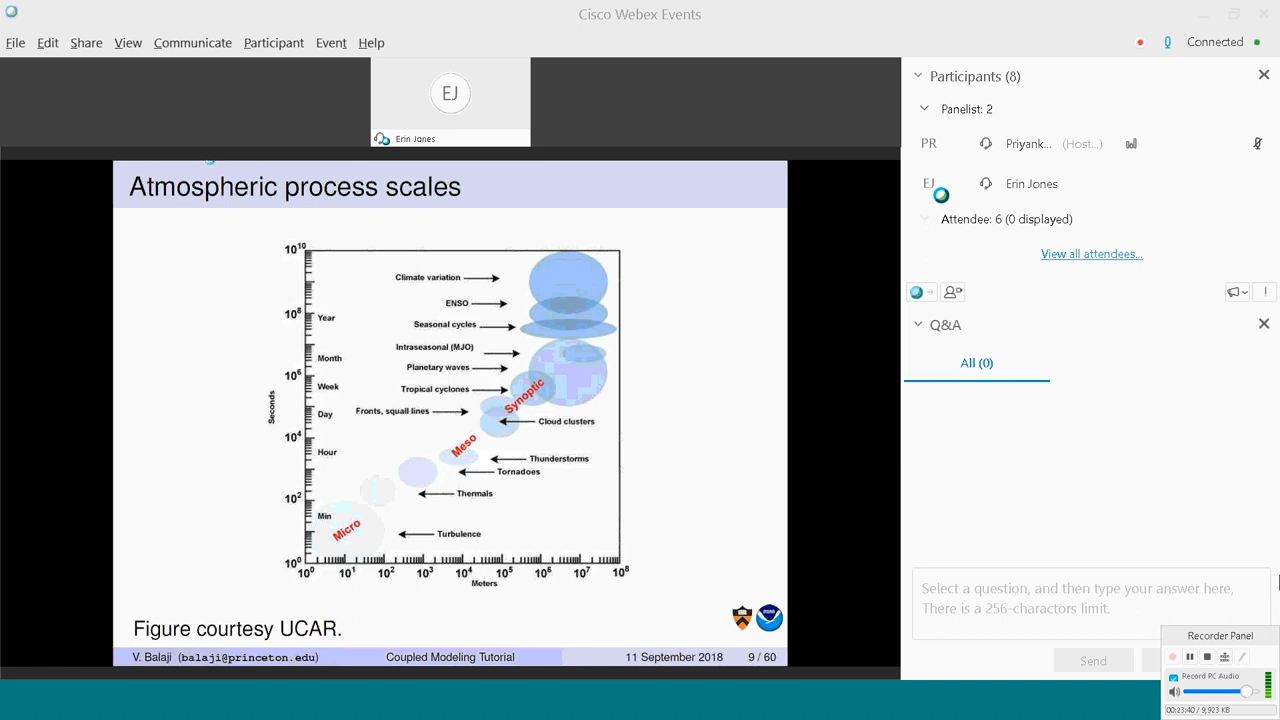 Cisco Webex Events
File Edit Share View Communicate Participant Event Help
Connected
EJ
Erin Jones
Participants (8)
Panelist: 2
PR Priyank... (Host...)
EJ Erin Jones
Attendee: 6 (0 displayed)
View all attendees...
Q&A
All (0)
Select a question, and then type your answer here,
There is a 256-charactors limit.
Send
Recorder Panel
Record PC Audio
00:23:40 / 9,923 KB
Atmospheric process scales
10^10
Climate variation
ENSO
10^8
Year
Seasonal cycles
Intraseasonal (MJO)
Month
Planetary waves
10^6
Week
Tropical cyclones
Synoptic
Seconds
Day
Fronts, squall lines
Cloud clusters
10^4
Meso
Hour
Thunderstorms
Tornadoes
10^2
Thermals
Min
Micro
Turbulence
10^0
10^0 10^1 10^2 10^3 10^4 10^5 10^6 10^7 10^8
Meters
Figure courtesy UCAR.
V. Balaji (balaji@princeton.edu) Coupled Modeling Tutorial 11 September 2018 9 / 60